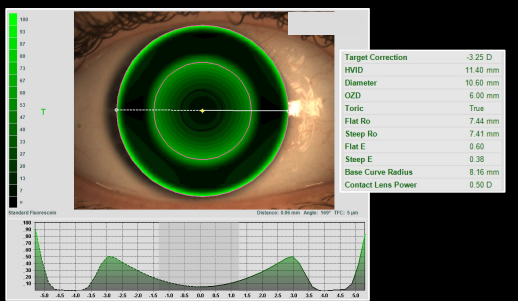 100
93
87
80
73
67
60
53
47
40
33
27
20
13
7
T
Target Correction -3.25 D
HVID 11.40 mm
Diameter 10.60 mm
OZD 6.00 mm
Toric True
Flat Ro 7.44 mm
Steep Ro 7.41 mm
Flat E 0.60
Steep E 0.38
Base Curve Radius 8.16 mm
Contact Lens Power 0.50 D
Standard Fluorescein Distance: 0.06 mm Angle: 169° TFC: 5 µm
100
90
80
70
60
50
40
30
20
10
-5.0 -4.5 -4.0 -3.5 -3.0 -2.5 -2.0 -1.5 -1.0 -0.5 0.0 0.5 1.0 1.5 2.0 2.5 3.0 3.5 4.0 4.5 5.0